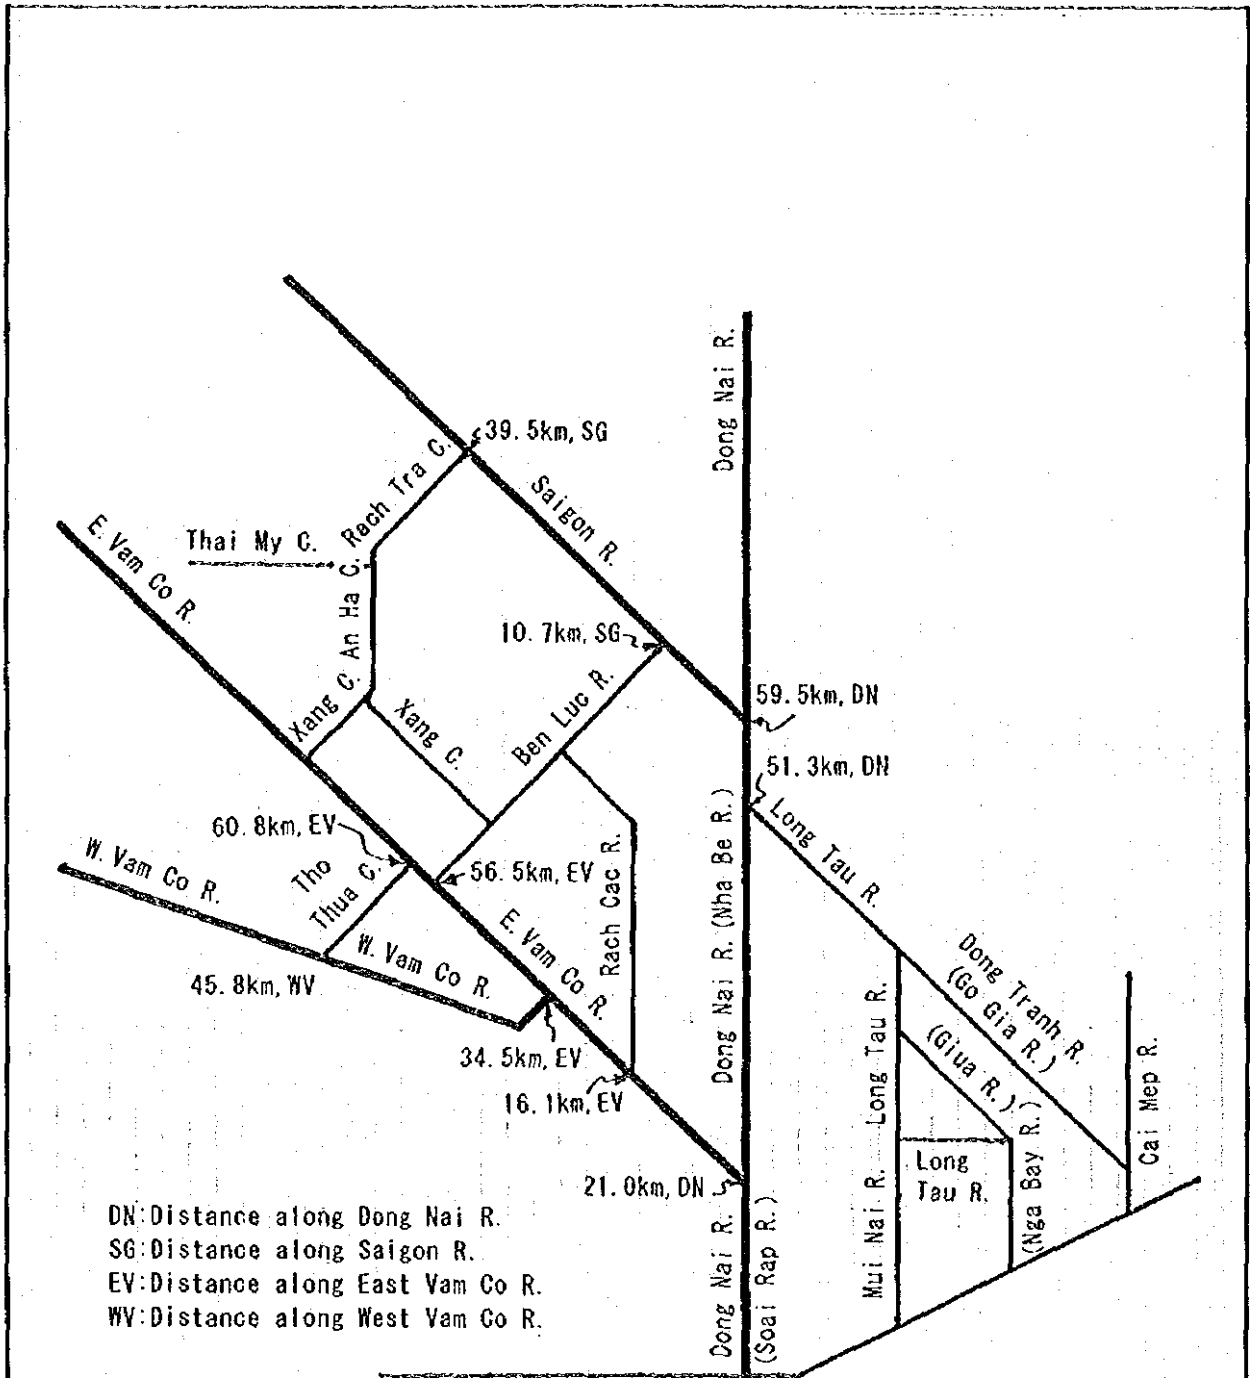 Dong Nai R.
39.5km, SG
Rach Tra C.
Saigon R.
E. Vam Co R.
Thai My C.
An Ha C.
10.7km, SG
Xang C.
Xang C.
Ben Luc R.
59.5km, DN
51.3km, DN
Long Tau R.
60.8km, EV
W. Vam Co R.
Tho
Thua C.
56.5km, EV
E. Vam Co R.
Rach Cac R.
Dong Nai R. (Nha Be R.)
W. Vam Co R.
45.8km, WV
Dong Tranh R.
(Go Gia R.)
Long Tau R.
(Giua R.)
Cai Mep R.
34.5km, EV
16.1km, EV
Long
Tau R.
(Nga Bay R.)
Mui Nai R.
21.0km, DN
Dong Nai R.
(Soai Rap R.)
DN:Distance along Dong Nai R.
SG:Distance along Saigon R.
EV:Distance along East Vam Co R.
WV:Distance along West Vam Co R.